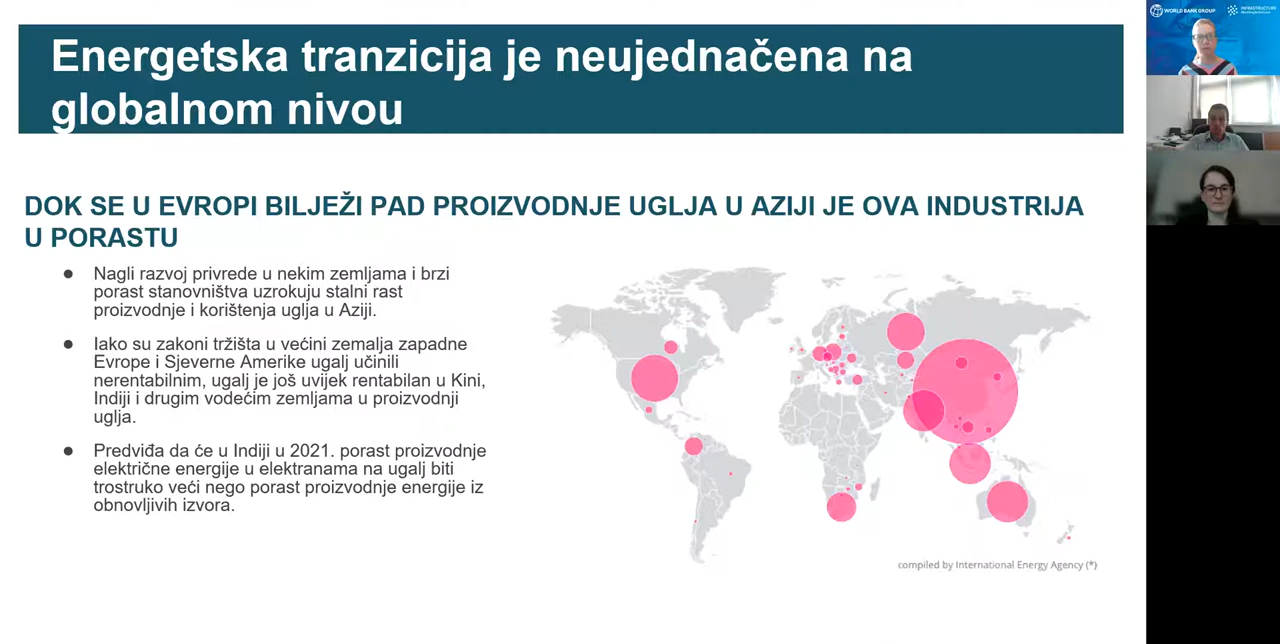 Energetska tranzicija je neujednačena na
globalnom nivou
DOK SE U EVROPI BILJEŽI PAD PROIZVODNJE UGLJA U AZIJI JE OVA INDUSTRIJA
U PORASTU
● Nagli razvoj privrede u nekim zemljama i brzi
porast stanovništva uzrokuju stalni rast
proizvodnje i korištenja uglja u Aziji.
● Iako su zakoni tržišta u većini zemalja zapadne
Evrope i Sjeverne Amerike ugalj učinili
nerentabilnim, ugalj je još uvijek rentabilan u Kini,
Indiji i drugim vodećim zemljama u proizvodnji
uglja.
● Predviđa da će u Indiji u 2021. porast proizvodnje
električne energije u elektranama na ugalj biti
trostruko veći nego porast proizvodnje energije iz
obnovljivih izvora.
compiled by International Energy Agency (*)
WORLD BANK GROUP
INFRASTRUCTURE